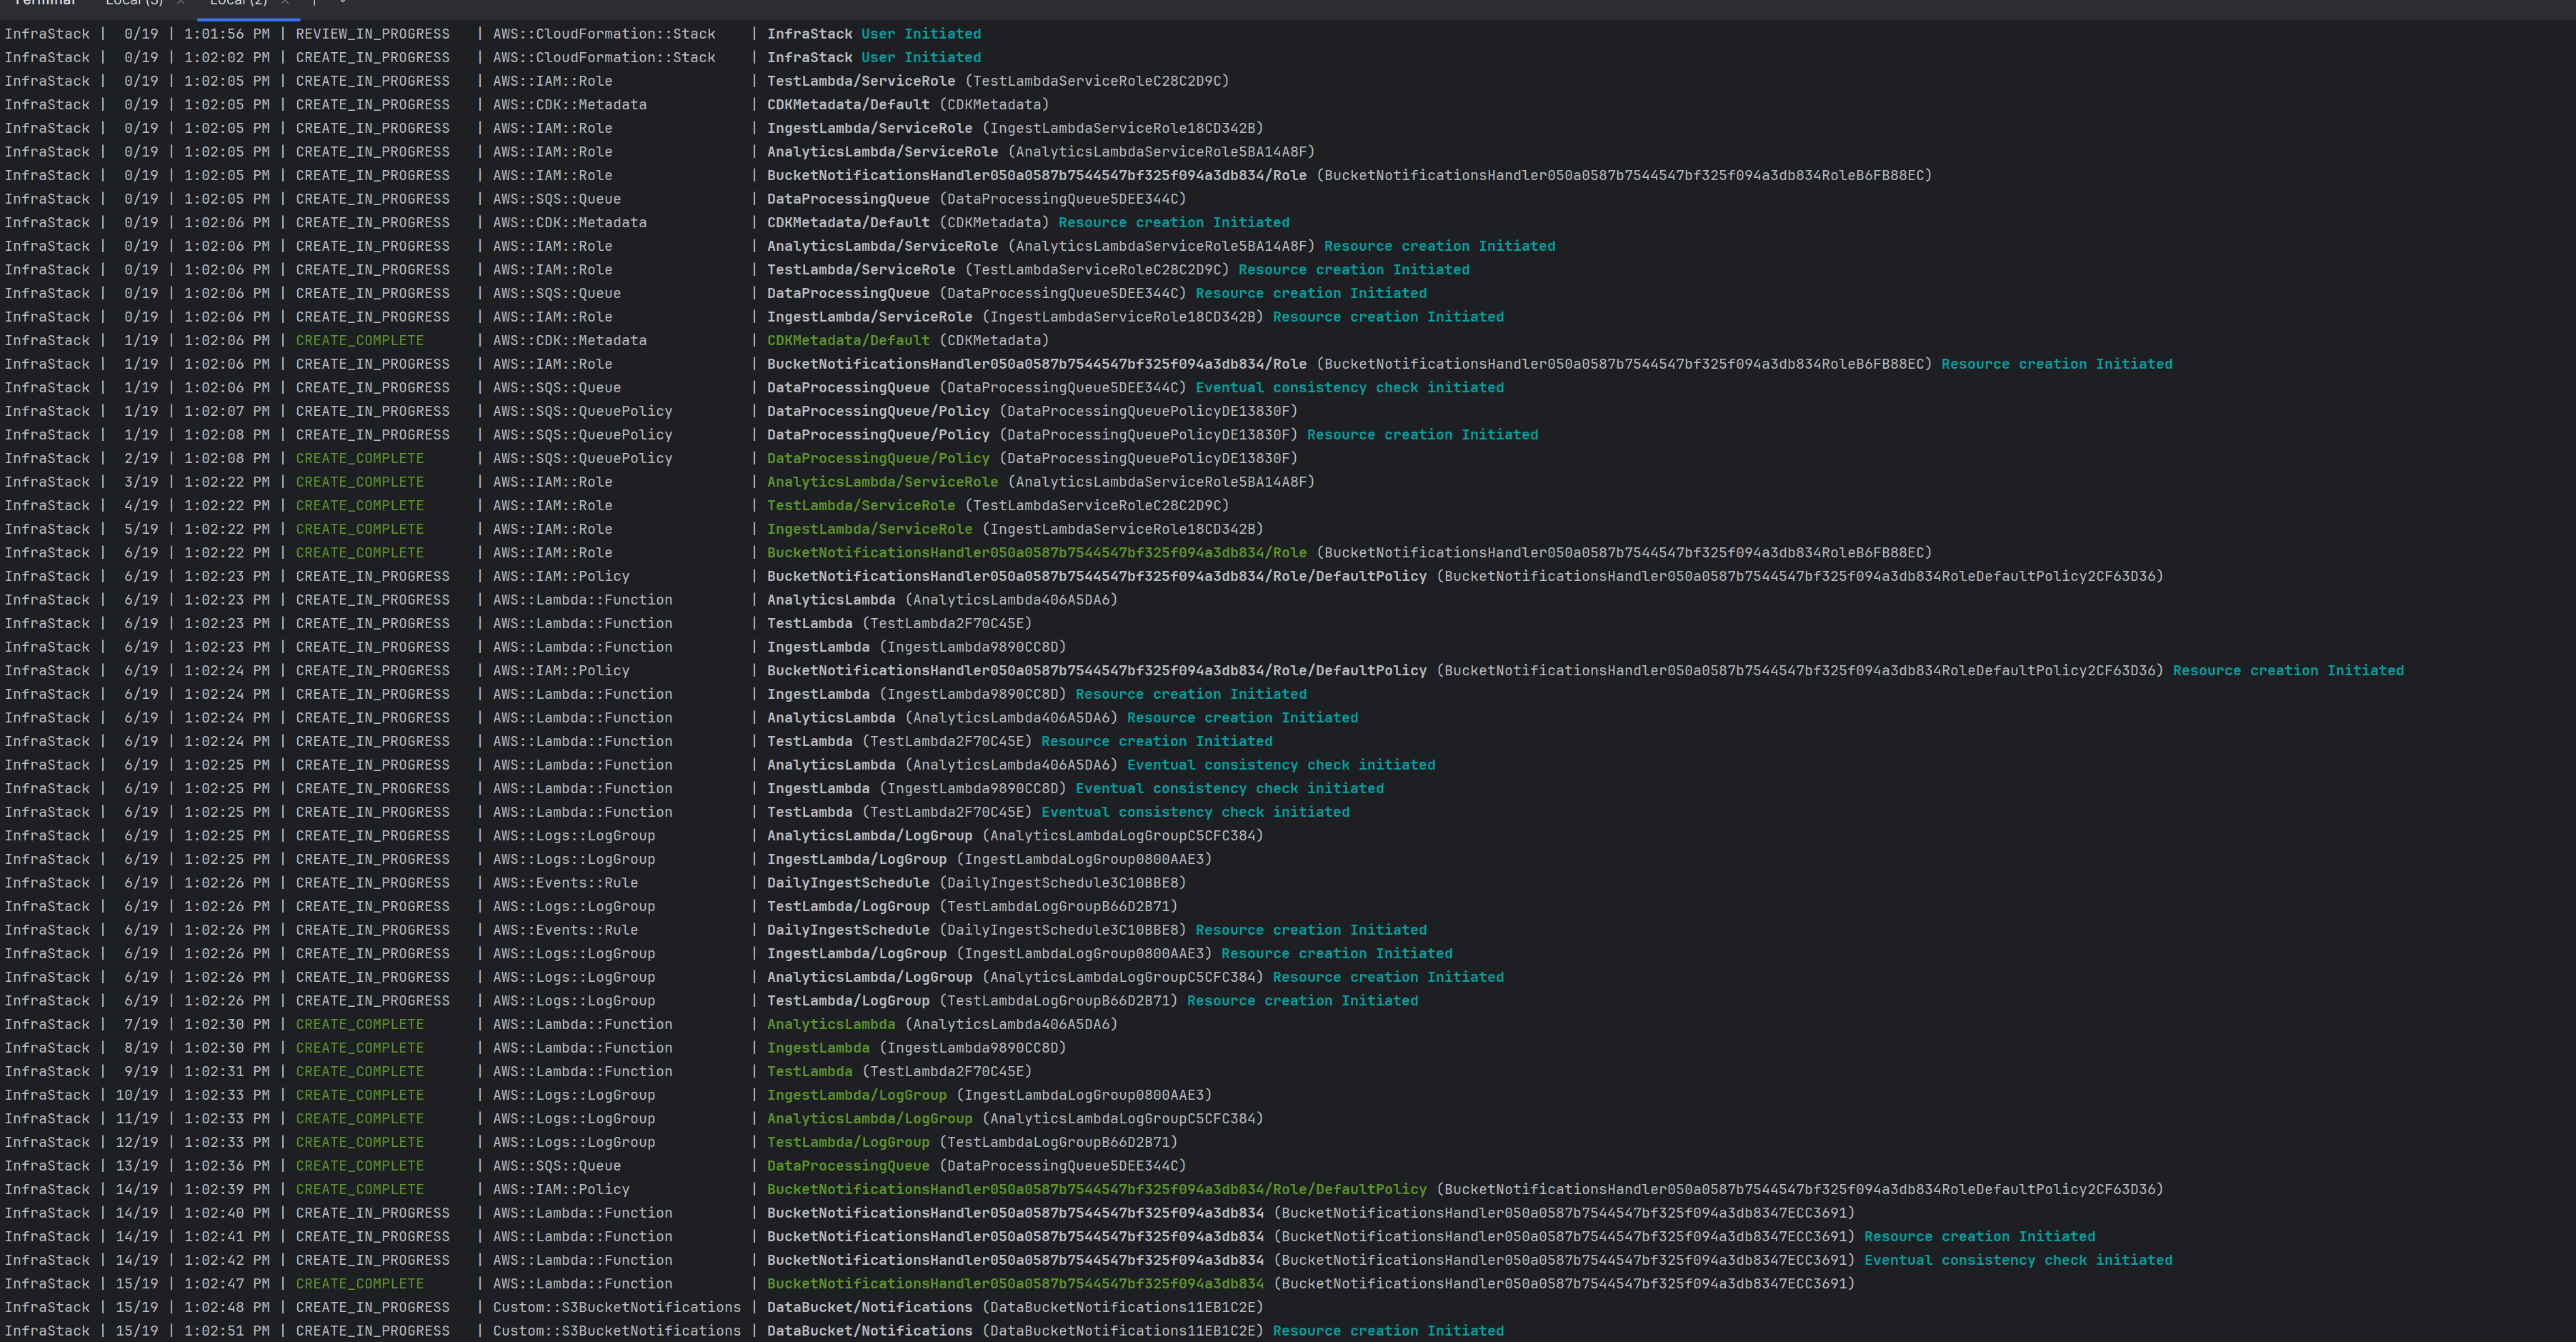 Terminal Local (3) × Local (2) ×
InfraStack |  0/19 | 1:01:56 PM | REVIEW_IN_PROGRESS   | AWS::CloudFormation::Stack    | InfraStack User Initiated
InfraStack |  0/19 | 1:02:02 PM | CREATE_IN_PROGRESS   | AWS::CloudFormation::Stack    | InfraStack User Initiated
InfraStack |  0/19 | 1:02:05 PM | CREATE_IN_PROGRESS   | AWS::IAM::Role                | TestLambda/ServiceRole (TestLambdaServiceRoleC28C2D9C)
InfraStack |  0/19 | 1:02:05 PM | CREATE_IN_PROGRESS   | AWS::CDK::Metadata            | CDKMetadata/Default (CDKMetadata)
InfraStack |  0/19 | 1:02:05 PM | CREATE_IN_PROGRESS   | AWS::IAM::Role                | IngestLambda/ServiceRole (IngestLambdaServiceRole18CD342B)
InfraStack |  0/19 | 1:02:05 PM | CREATE_IN_PROGRESS   | AWS::IAM::Role                | AnalyticsLambda/ServiceRole (AnalyticsLambdaServiceRole5BA14A8F)
InfraStack |  0/19 | 1:02:05 PM | CREATE_IN_PROGRESS   | AWS::IAM::Role                | BucketNotificationsHandler050a0587b7544547bf325f094a3db834/Role (BucketNotificationsHandler050a0587b7544547bf325f094a3db834RoleB6FB88EC)
InfraStack |  0/19 | 1:02:05 PM | CREATE_IN_PROGRESS   | AWS::SQS::Queue               | DataProcessingQueue (DataProcessingQueue5DEE344C)
InfraStack |  0/19 | 1:02:06 PM | CREATE_IN_PROGRESS   | AWS::CDK::Metadata            | CDKMetadata/Default (CDKMetadata) Resource creation Initiated
InfraStack |  0/19 | 1:02:06 PM | CREATE_IN_PROGRESS   | AWS::IAM::Role                | AnalyticsLambda/ServiceRole (AnalyticsLambdaServiceRole5BA14A8F) Resource creation Initiated
InfraStack |  0/19 | 1:02:06 PM | CREATE_IN_PROGRESS   | AWS::IAM::Role                | TestLambda/ServiceRole (TestLambdaServiceRoleC28C2D9C) Resource creation Initiated
InfraStack |  0/19 | 1:02:06 PM | CREATE_IN_PROGRESS   | AWS::SQS::Queue               | DataProcessingQueue (DataProcessingQueue5DEE344C) Resource creation Initiated
InfraStack |  0/19 | 1:02:06 PM | CREATE_IN_PROGRESS   | AWS::IAM::Role                | IngestLambda/ServiceRole (IngestLambdaServiceRole18CD342B) Resource creation Initiated
InfraStack |  1/19 | 1:02:06 PM | CREATE_COMPLETE      | AWS::CDK::Metadata            | CDKMetadata/Default (CDKMetadata)
InfraStack |  1/19 | 1:02:06 PM | CREATE_IN_PROGRESS   | AWS::IAM::Role                | BucketNotificationsHandler050a0587b7544547bf325f094a3db834/Role (BucketNotificationsHandler050a0587b7544547bf325f094a3db834RoleB6FB88EC) Resource creation Initiated
InfraStack |  1/19 | 1:02:06 PM | CREATE_IN_PROGRESS   | AWS::SQS::Queue               | DataProcessingQueue (DataProcessingQueue5DEE344C) Eventual consistency check initiated
InfraStack |  1/19 | 1:02:07 PM | CREATE_IN_PROGRESS   | AWS::SQS::QueuePolicy         | DataProcessingQueue/Policy (DataProcessingQueuePolicyDE13830F)
InfraStack |  1/19 | 1:02:08 PM | CREATE_IN_PROGRESS   | AWS::SQS::QueuePolicy         | DataProcessingQueue/Policy (DataProcessingQueuePolicyDE13830F) Resource creation Initiated
InfraStack |  2/19 | 1:02:08 PM | CREATE_COMPLETE      | AWS::SQS::QueuePolicy         | DataProcessingQueue/Policy (DataProcessingQueuePolicyDE13830F)
InfraStack |  3/19 | 1:02:22 PM | CREATE_COMPLETE      | AWS::IAM::Role                | AnalyticsLambda/ServiceRole (AnalyticsLambdaServiceRole5BA14A8F)
InfraStack |  4/19 | 1:02:22 PM | CREATE_COMPLETE      | AWS::IAM::Role                | TestLambda/ServiceRole (TestLambdaServiceRoleC28C2D9C)
InfraStack |  5/19 | 1:02:22 PM | CREATE_COMPLETE      | AWS::IAM::Role                | IngestLambda/ServiceRole (IngestLambdaServiceRole18CD342B)
InfraStack |  6/19 | 1:02:22 PM | CREATE_COMPLETE      | AWS::IAM::Role                | BucketNotificationsHandler050a0587b7544547bf325f094a3db834/Role (BucketNotificationsHandler050a0587b7544547bf325f094a3db834RoleB6FB88EC)
InfraStack |  6/19 | 1:02:23 PM | CREATE_IN_PROGRESS   | AWS::IAM::Policy              | BucketNotificationsHandler050a0587b7544547bf325f094a3db834/Role/DefaultPolicy (BucketNotificationsHandler050a0587b7544547bf325f094a3db834RoleDefaultPolicy2CF63D36)
InfraStack |  6/19 | 1:02:23 PM | CREATE_IN_PROGRESS   | AWS::Lambda::Function         | AnalyticsLambda (AnalyticsLambda406A5DA6)
InfraStack |  6/19 | 1:02:23 PM | CREATE_IN_PROGRESS   | AWS::Lambda::Function         | TestLambda (TestLambda2F70C45E)
InfraStack |  6/19 | 1:02:23 PM | CREATE_IN_PROGRESS   | AWS::Lambda::Function         | IngestLambda (IngestLambda9890CC8D)
InfraStack |  6/19 | 1:02:24 PM | CREATE_IN_PROGRESS   | AWS::IAM::Policy              | BucketNotificationsHandler050a0587b7544547bf325f094a3db834/Role/DefaultPolicy (BucketNotificationsHandler050a0587b7544547bf325f094a3db834RoleDefaultPolicy2CF63D36) Resource creation Initiated
InfraStack |  6/19 | 1:02:24 PM | CREATE_IN_PROGRESS   | AWS::Lambda::Function         | IngestLambda (IngestLambda9890CC8D) Resource creation Initiated
InfraStack |  6/19 | 1:02:24 PM | CREATE_IN_PROGRESS   | AWS::Lambda::Function         | AnalyticsLambda (AnalyticsLambda406A5DA6) Resource creation Initiated
InfraStack |  6/19 | 1:02:24 PM | CREATE_IN_PROGRESS   | AWS::Lambda::Function         | TestLambda (TestLambda2F70C45E) Resource creation Initiated
InfraStack |  6/19 | 1:02:25 PM | CREATE_IN_PROGRESS   | AWS::Lambda::Function         | AnalyticsLambda (AnalyticsLambda406A5DA6) Eventual consistency check initiated
InfraStack |  6/19 | 1:02:25 PM | CREATE_IN_PROGRESS   | AWS::Lambda::Function         | IngestLambda (IngestLambda9890CC8D) Eventual consistency check initiated
InfraStack |  6/19 | 1:02:25 PM | CREATE_IN_PROGRESS   | AWS::Lambda::Function         | TestLambda (TestLambda2F70C45E) Eventual consistency check initiated
InfraStack |  6/19 | 1:02:25 PM | CREATE_IN_PROGRESS   | AWS::Logs::LogGroup           | AnalyticsLambda/LogGroup (AnalyticsLambdaLogGroupC5CFC384)
InfraStack |  6/19 | 1:02:25 PM | CREATE_IN_PROGRESS   | AWS::Logs::LogGroup           | IngestLambda/LogGroup (IngestLambdaLogGroup0800AAE3)
InfraStack |  6/19 | 1:02:26 PM | CREATE_IN_PROGRESS   | AWS::Events::Rule             | DailyIngestSchedule (DailyIngestSchedule3C10BBE8)
InfraStack |  6/19 | 1:02:26 PM | CREATE_IN_PROGRESS   | AWS::Logs::LogGroup           | TestLambda/LogGroup (TestLambdaLogGroupB66D2B71)
InfraStack |  6/19 | 1:02:26 PM | CREATE_IN_PROGRESS   | AWS::Events::Rule             | DailyIngestSchedule (DailyIngestSchedule3C10BBE8) Resource creation Initiated
InfraStack |  6/19 | 1:02:26 PM | CREATE_IN_PROGRESS   | AWS::Logs::LogGroup           | IngestLambda/LogGroup (IngestLambdaLogGroup0800AAE3) Resource creation Initiated
InfraStack |  6/19 | 1:02:26 PM | CREATE_IN_PROGRESS   | AWS::Logs::LogGroup           | AnalyticsLambda/LogGroup (AnalyticsLambdaLogGroupC5CFC384) Resource creation Initiated
InfraStack |  6/19 | 1:02:26 PM | CREATE_IN_PROGRESS   | AWS::Logs::LogGroup           | TestLambda/LogGroup (TestLambdaLogGroupB66D2B71) Resource creation Initiated
InfraStack |  7/19 | 1:02:30 PM | CREATE_COMPLETE      | AWS::Lambda::Function         | AnalyticsLambda (AnalyticsLambda406A5DA6)
InfraStack |  8/19 | 1:02:30 PM | CREATE_COMPLETE      | AWS::Lambda::Function         | IngestLambda (IngestLambda9890CC8D)
InfraStack |  9/19 | 1:02:31 PM | CREATE_COMPLETE      | AWS::Lambda::Function         | TestLambda (TestLambda2F70C45E)
InfraStack | 10/19 | 1:02:33 PM | CREATE_COMPLETE      | AWS::Logs::LogGroup           | IngestLambda/LogGroup (IngestLambdaLogGroup0800AAE3)
InfraStack | 11/19 | 1:02:33 PM | CREATE_COMPLETE      | AWS::Logs::LogGroup           | AnalyticsLambda/LogGroup (AnalyticsLambdaLogGroupC5CFC384)
InfraStack | 12/19 | 1:02:33 PM | CREATE_COMPLETE      | AWS::Logs::LogGroup           | TestLambda/LogGroup (TestLambdaLogGroupB66D2B71)
InfraStack | 13/19 | 1:02:36 PM | CREATE_COMPLETE      | AWS::SQS::Queue               | DataProcessingQueue (DataProcessingQueue5DEE344C)
InfraStack | 14/19 | 1:02:39 PM | CREATE_COMPLETE      | AWS::IAM::Policy              | BucketNotificationsHandler050a0587b7544547bf325f094a3db834/Role/DefaultPolicy (BucketNotificationsHandler050a0587b7544547bf325f094a3db834RoleDefaultPolicy2CF63D36)
InfraStack | 14/19 | 1:02:40 PM | CREATE_IN_PROGRESS   | AWS::Lambda::Function         | BucketNotificationsHandler050a0587b7544547bf325f094a3db834 (BucketNotificationsHandler050a0587b7544547bf325f094a3db8347ECC3691)
InfraStack | 14/19 | 1:02:41 PM | CREATE_IN_PROGRESS   | AWS::Lambda::Function         | BucketNotificationsHandler050a0587b7544547bf325f094a3db834 (BucketNotificationsHandler050a0587b7544547bf325f094a3db8347ECC3691) Resource creation Initiated
InfraStack | 14/19 | 1:02:42 PM | CREATE_IN_PROGRESS   | AWS::Lambda::Function         | BucketNotificationsHandler050a0587b7544547bf325f094a3db834 (BucketNotificationsHandler050a0587b7544547bf325f094a3db8347ECC3691) Eventual consistency check initiated
InfraStack | 15/19 | 1:02:47 PM | CREATE_COMPLETE      | AWS::Lambda::Function         | BucketNotificationsHandler050a0587b7544547bf325f094a3db834 (BucketNotificationsHandler050a0587b7544547bf325f094a3db8347ECC3691)
InfraStack | 15/19 | 1:02:48 PM | CREATE_IN_PROGRESS   | Custom::S3BucketNotifications | DataBucket/Notifications (DataBucketNotifications11EB1C2E)
InfraStack | 15/19 | 1:02:51 PM | CREATE_IN_PROGRESS   | Custom::S3BucketNotifications | DataBucket/Notifications (DataBucketNotifications11EB1C2E) Resource creation Initiated